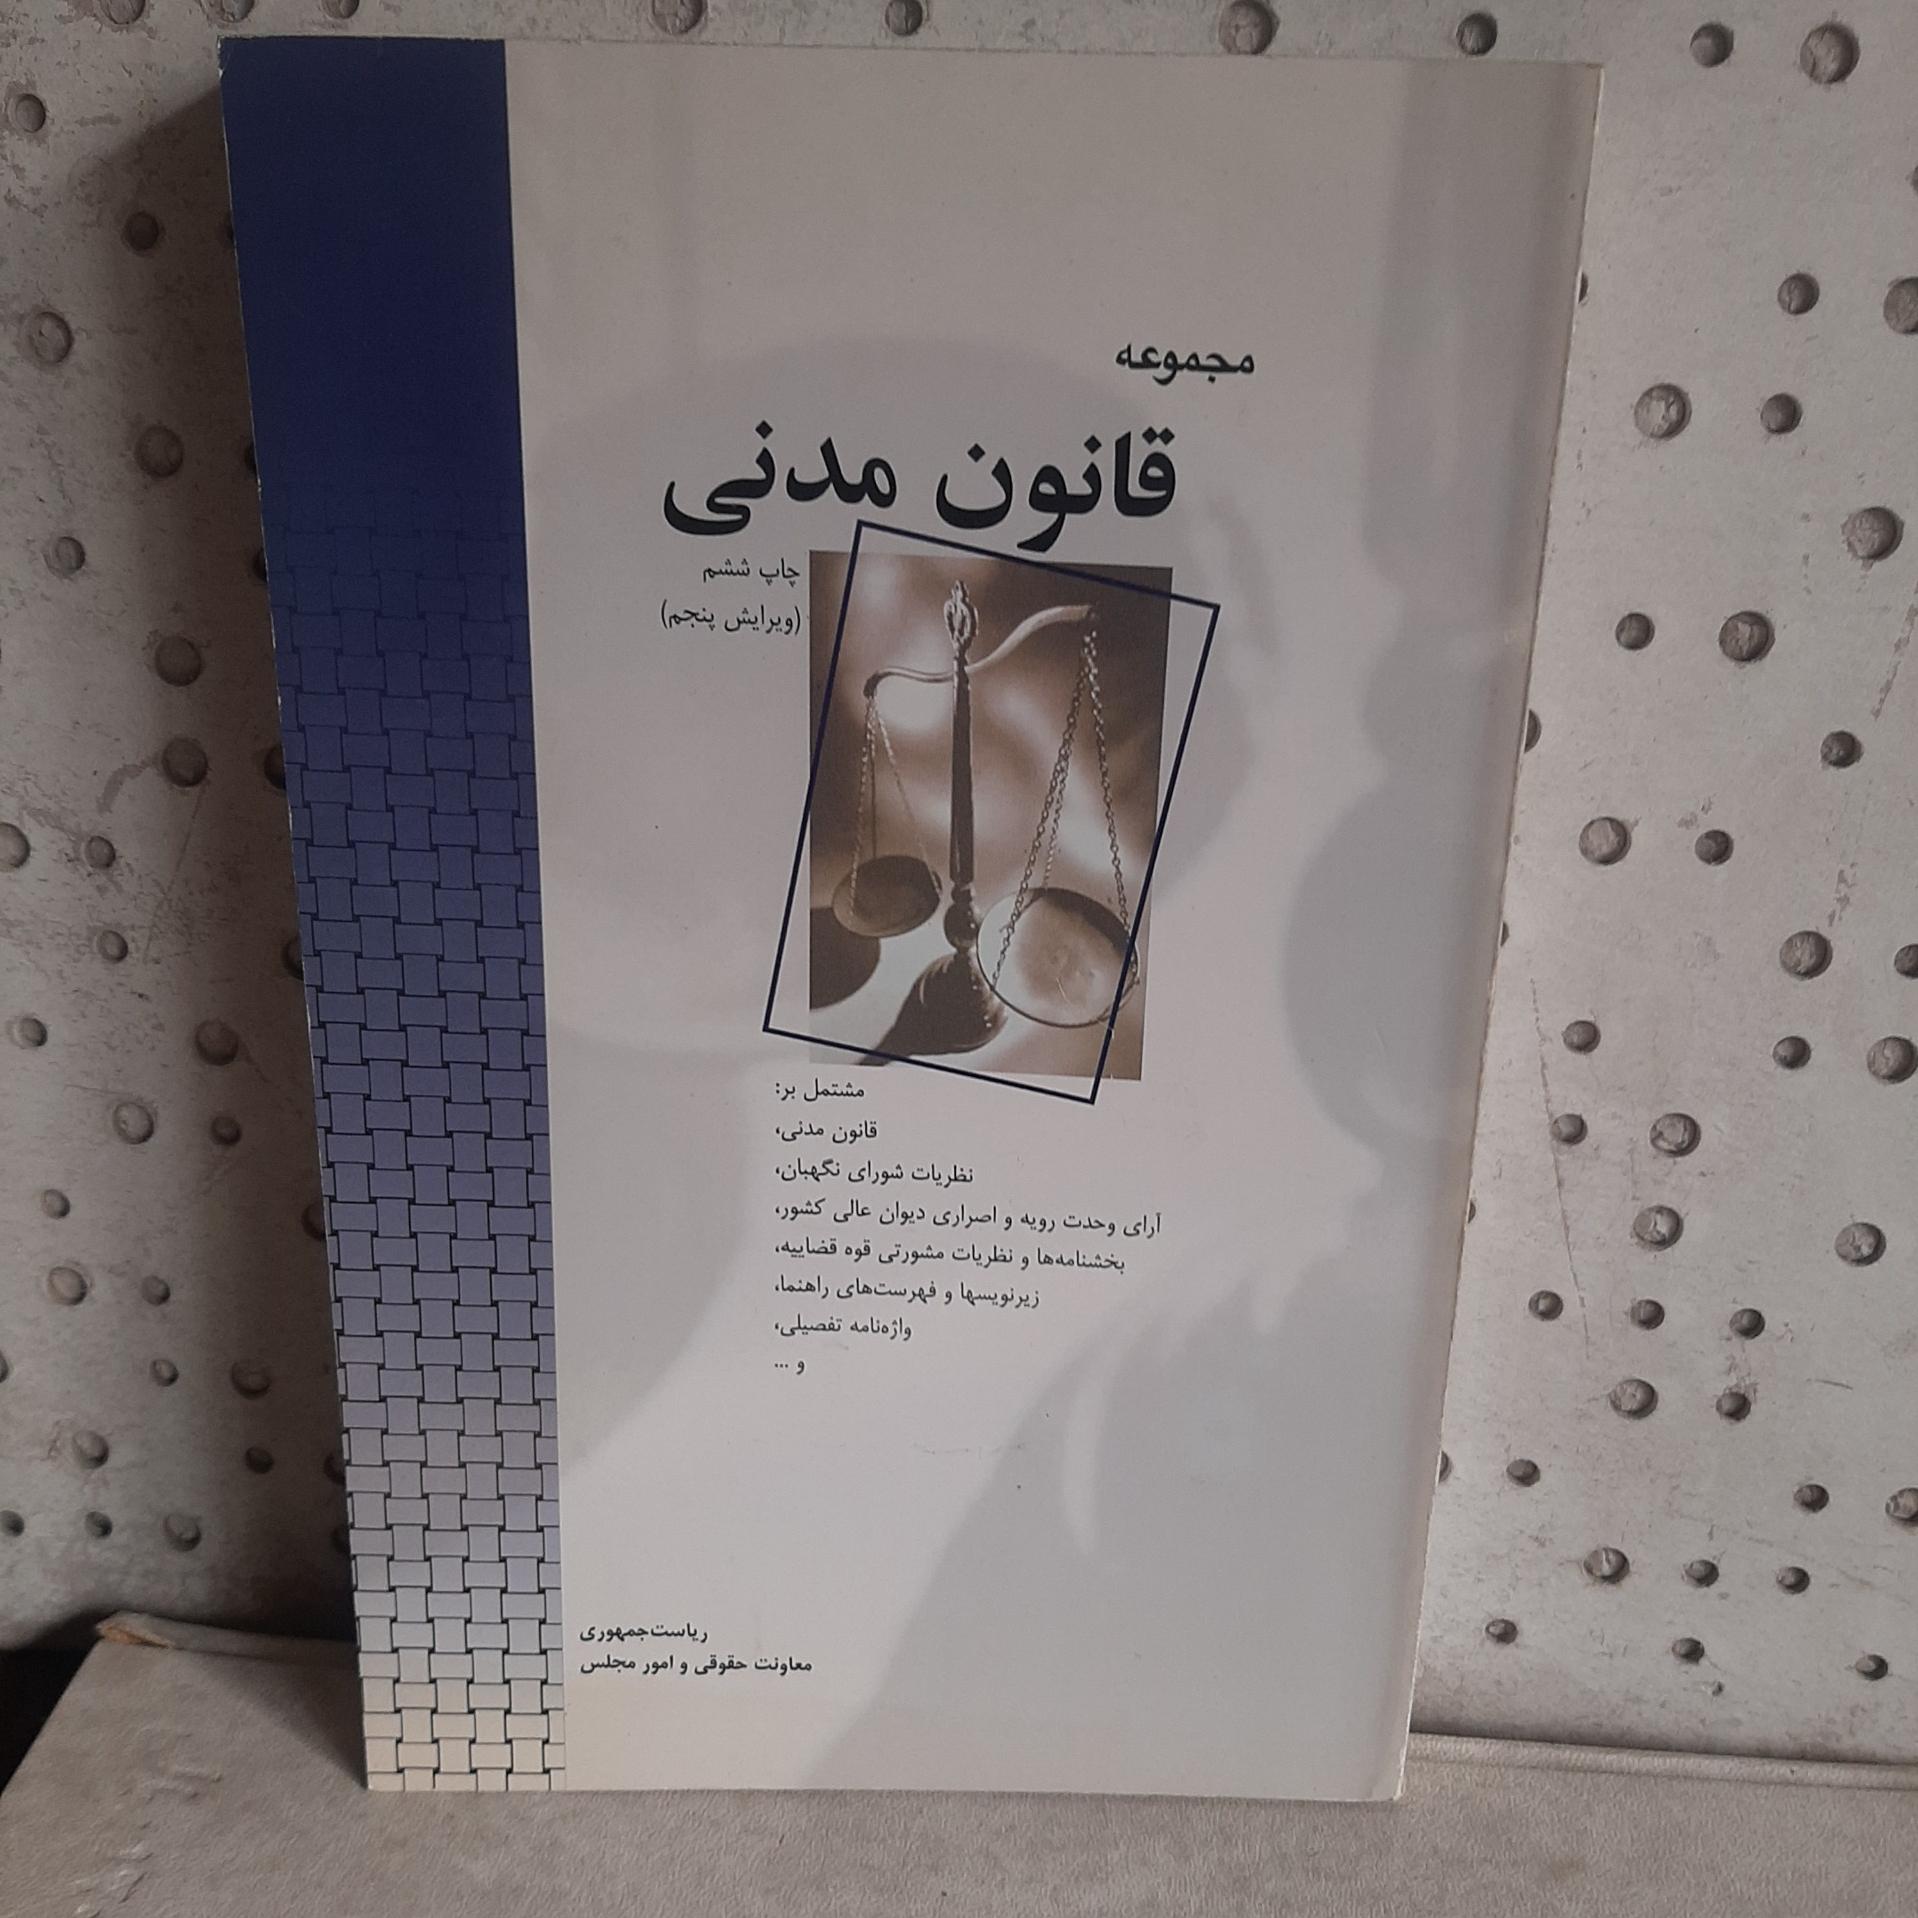 مجموعه
قانون مدنی
چاپ ششم
(ویرایش پنجم)
مشتمل بر:
قانون مدنی،
نظریات شورای نگهبان،
آرای وحدت رویه و اصراری دیوان عالی کشور،
بخشنامه‌ها و نظریات مشورتی قوه قضاییه،
زیرنویسها و فهرست‌های راهنما،
واژه‌نامه تفصیلی،
و ...
ریاست‌جمهوری
معاونت حقوقی و امور مجلس